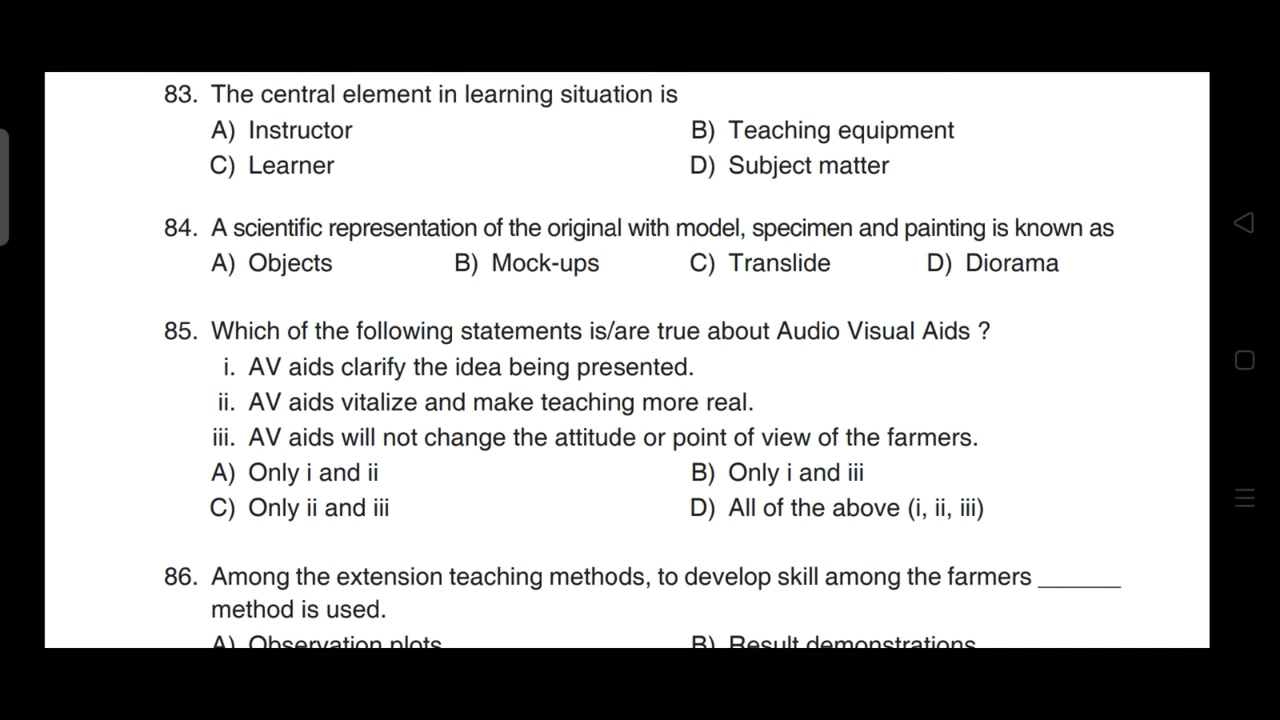 83. The central element in learning situation is
A) Instructor B) Teaching equipment
C) Learner D) Subject matter
84. A scientific representation of the original with model, specimen and painting is known as
A) Objects B) Mock-ups C) Translide D) Diorama
85. Which of the following statements is/are true about Audio Visual Aids ?
i. AV aids clarify the idea being presented.
ii. AV aids vitalize and make teaching more real.
iii. AV aids will not change the attitude or point of view of the farmers.
A) Only i and ii B) Only i and iii
C) Only ii and iii D) All of the above (i, ii, iii)
86. Among the extension teaching methods, to develop skill among the farmers ______
method is used.
A) Observation plots B) Result demonstrations